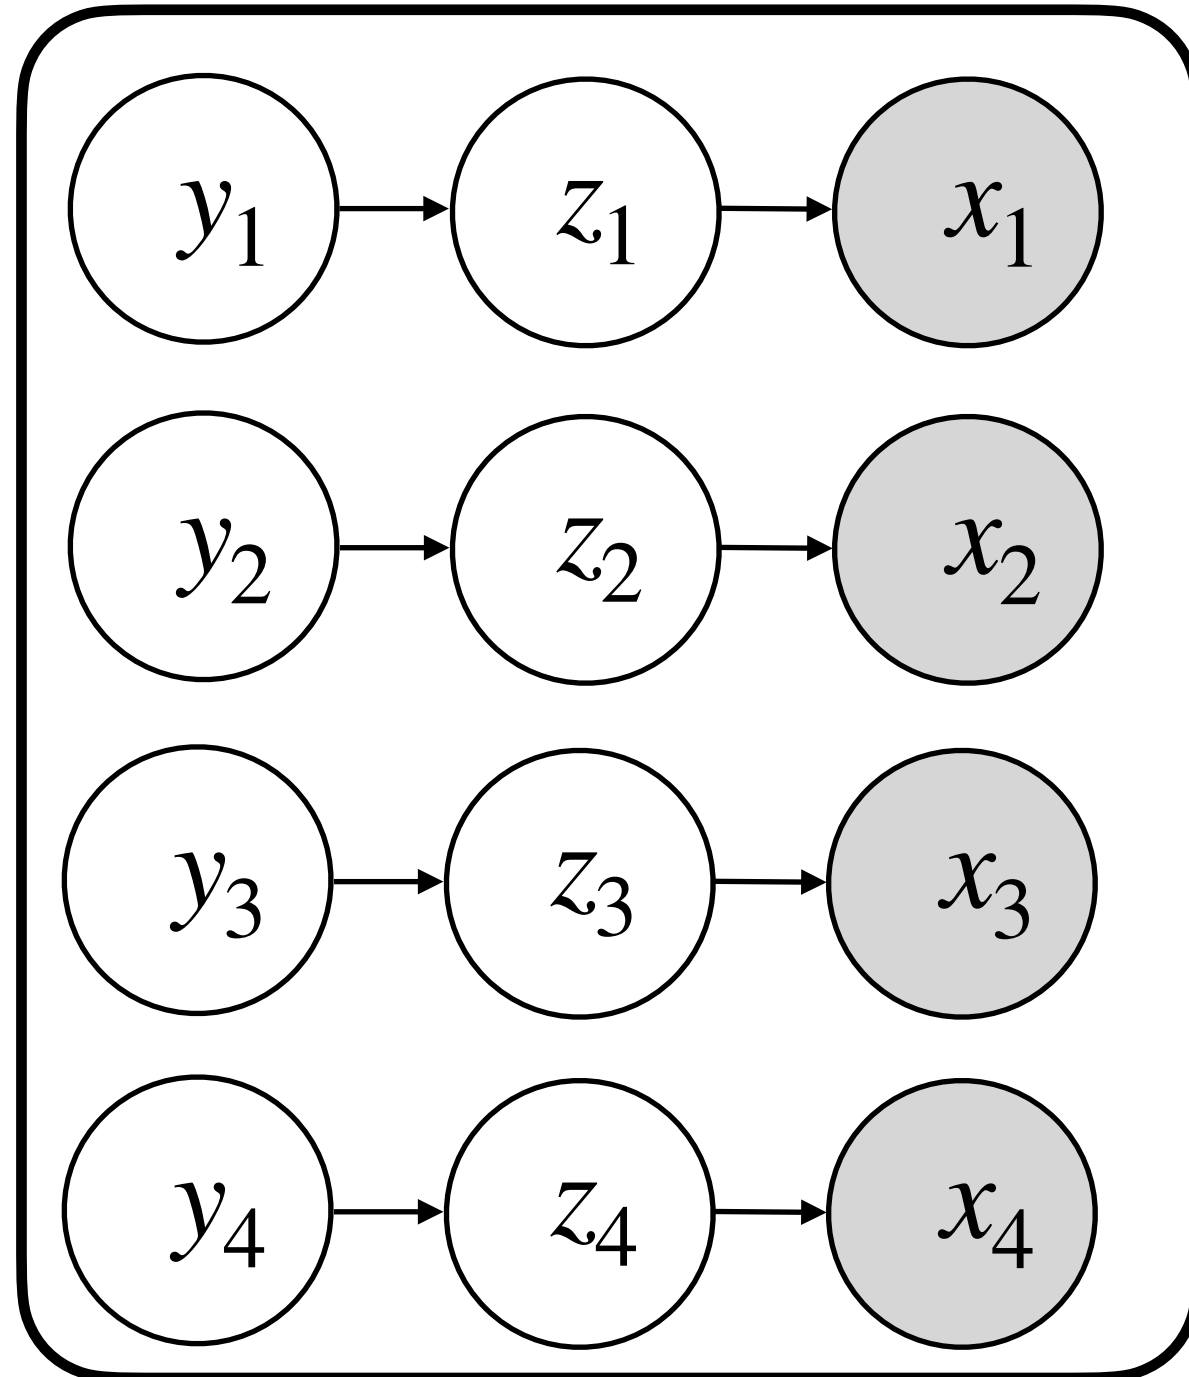 y₁ z₁ x₁
y₂ z₂ x₂
y₃ z₃ x₃
y₄ z₄ x₄